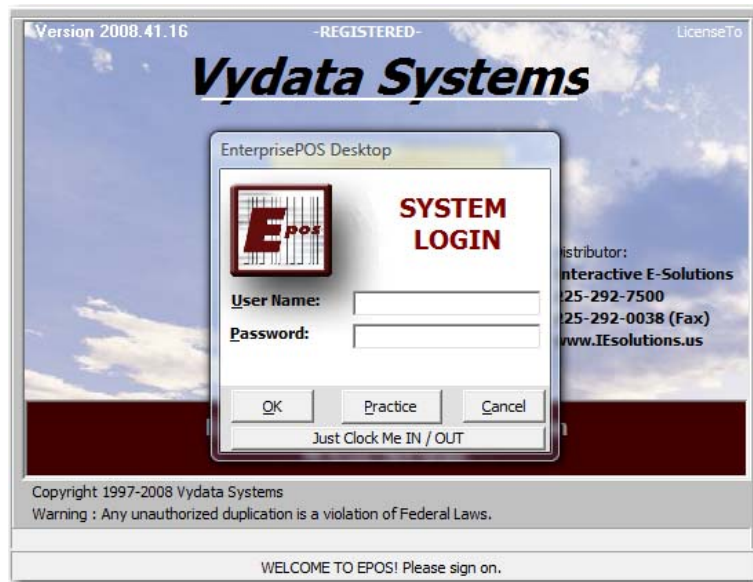 Version 2008.41.16 -REGISTERED- LicenseTo
Vydata Systems
EnterprisePOS Desktop
Epos
SYSTEM
LOGIN
istributor:
nteractive E-Solutions
25-292-7500
25-292-0038 (Fax)
www.IEsolutions.us
User Name:
Password:
OK Practice Cancel
Just Clock Me IN / OUT
Copyright 1997-2008 Vydata Systems
Warning : Any unauthorized duplication is a violation of Federal Laws.
WELCOME TO EPOS! Please sign on.